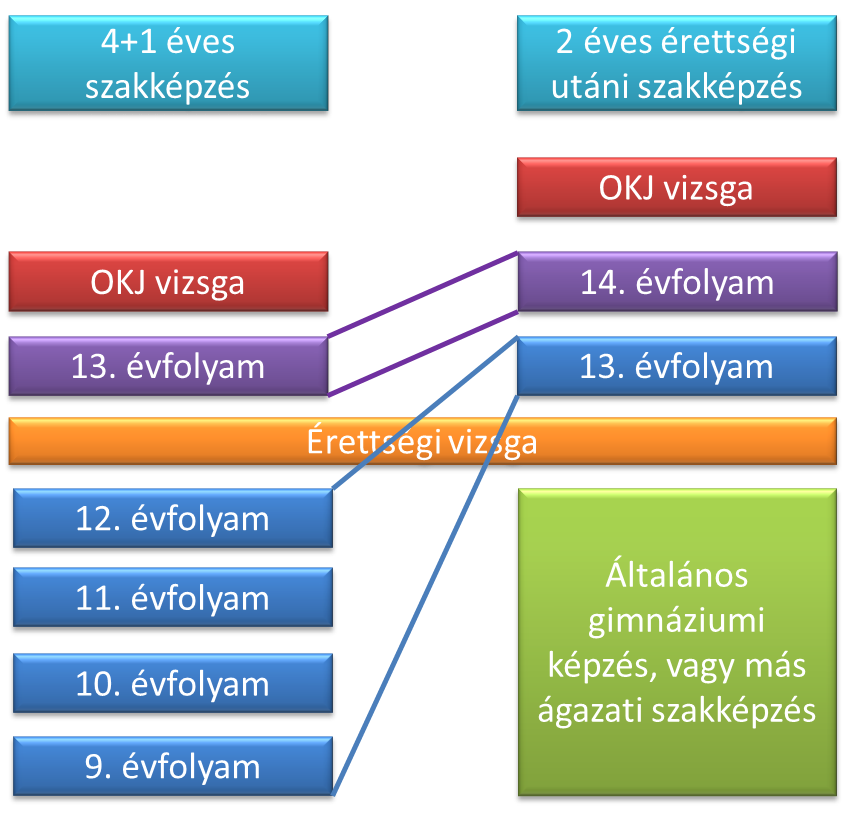 4+1 éves
szakképzés
2 éves érettségi
utáni szakképzés
OKJ vizsga
OKJ vizsga
14. évfolyam
13. évfolyam
13. évfolyam
Érettségi vizsga
12. évfolyam
11. évfolyam
10. évfolyam
9. évfolyam
Általános
gimnáziumi
képzés, vagy más
ágazati szakképzés